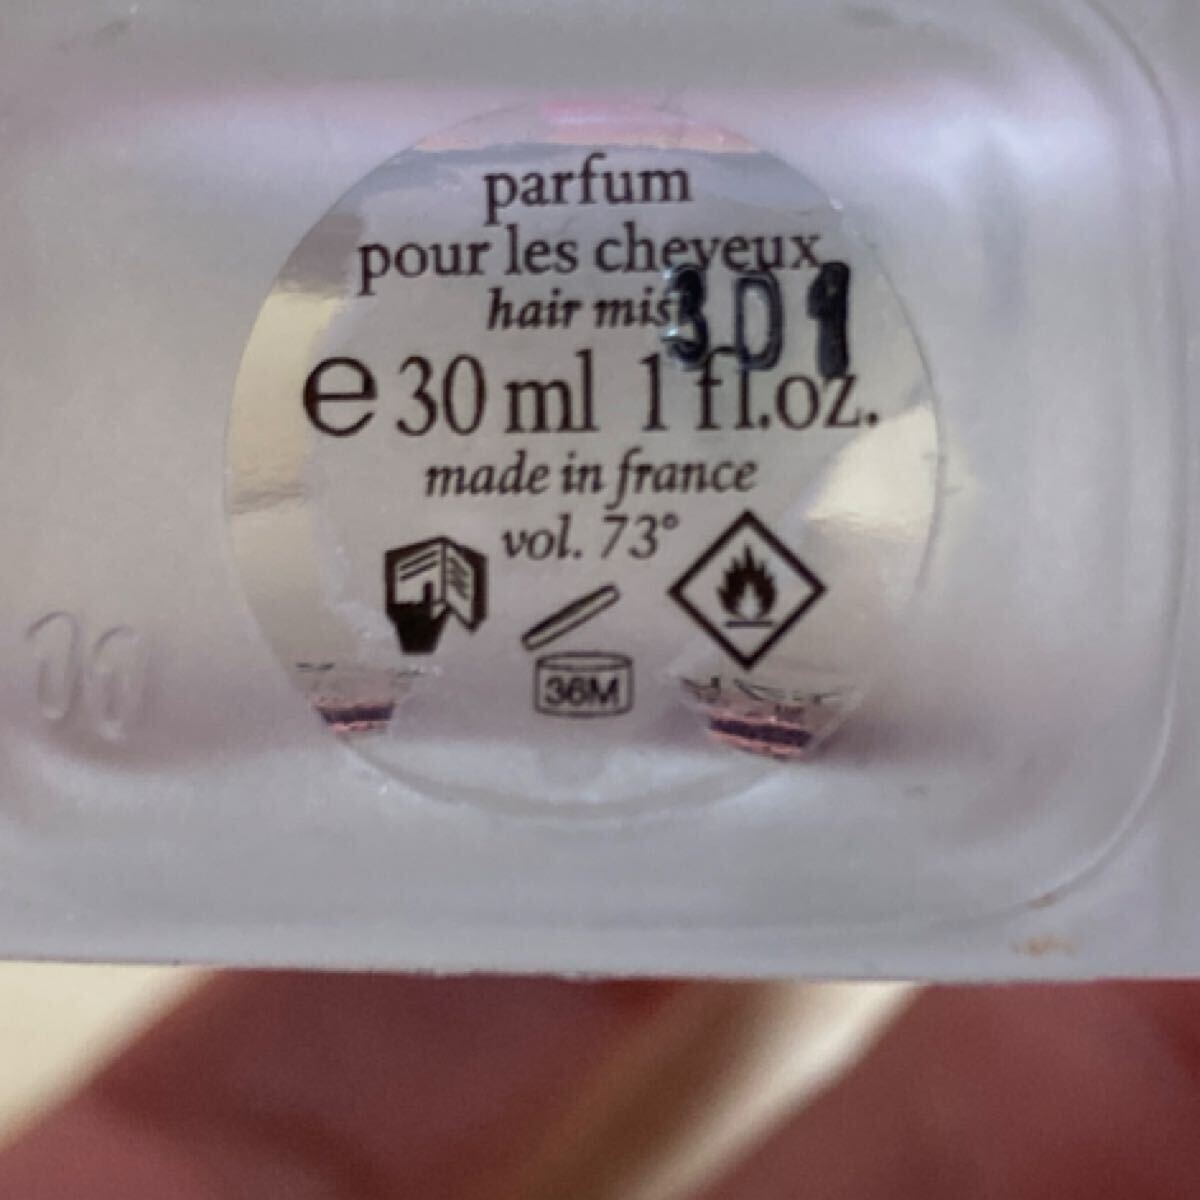 parfum
pour les cheveux
hair mist
301
e 30 ml 1 fl.oz.
made in france
vol. 73°
36M